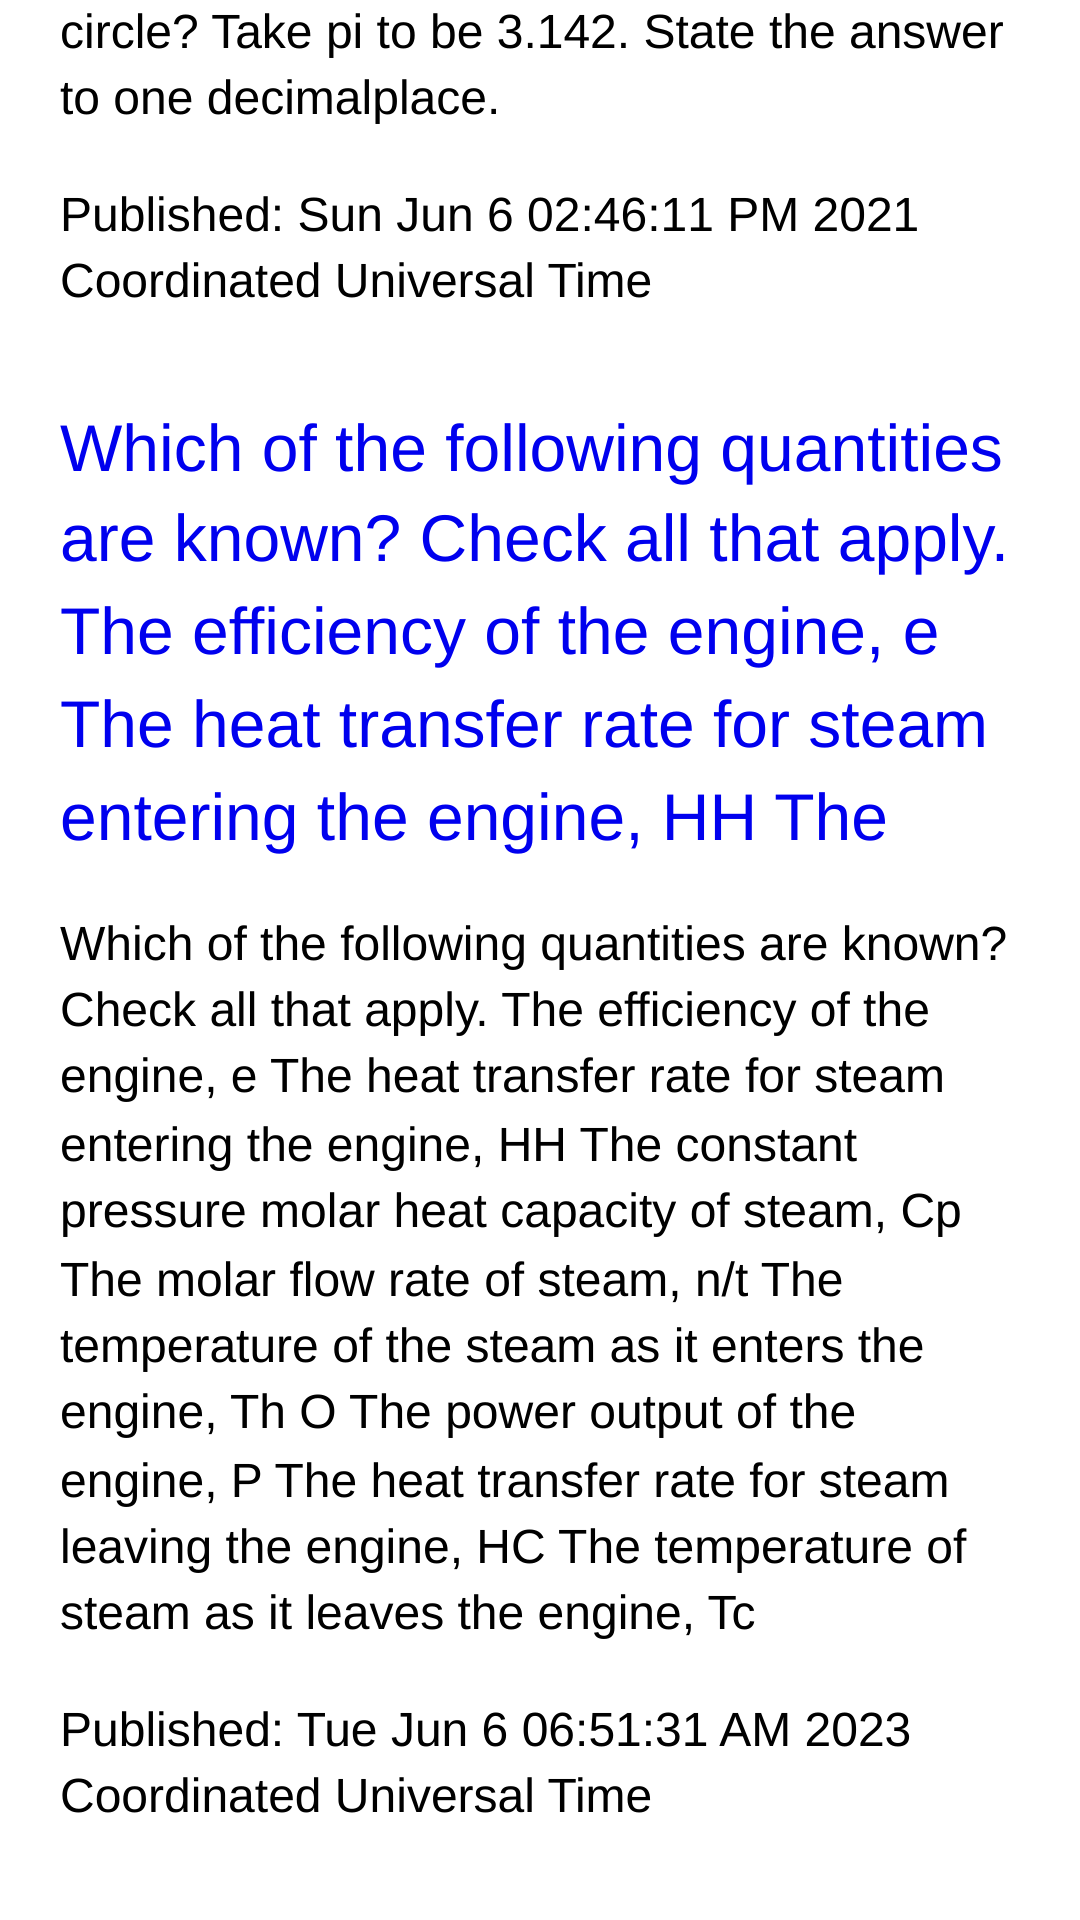 circle? Take pi to be 3.142. State the answer
to one decimalplace.
Published: Sun Jun 6 02:46:11 PM 2021
Coordinated Universal Time
Which of the following quantities
are known? Check all that apply.
The efficiency of the engine, e
The heat transfer rate for steam
entering the engine, HH The
Which of the following quantities are known?
Check all that apply. The efficiency of the
engine, e The heat transfer rate for steam
entering the engine, HH The constant
pressure molar heat capacity of steam, Cp
The molar flow rate of steam, n/t The
temperature of the steam as it enters the
engine, Th O The power output of the
engine, P The heat transfer rate for steam
leaving the engine, HC The temperature of
steam as it leaves the engine, Tc
Published: Tue Jun 6 06:51:31 AM 2023
Coordinated Universal Time